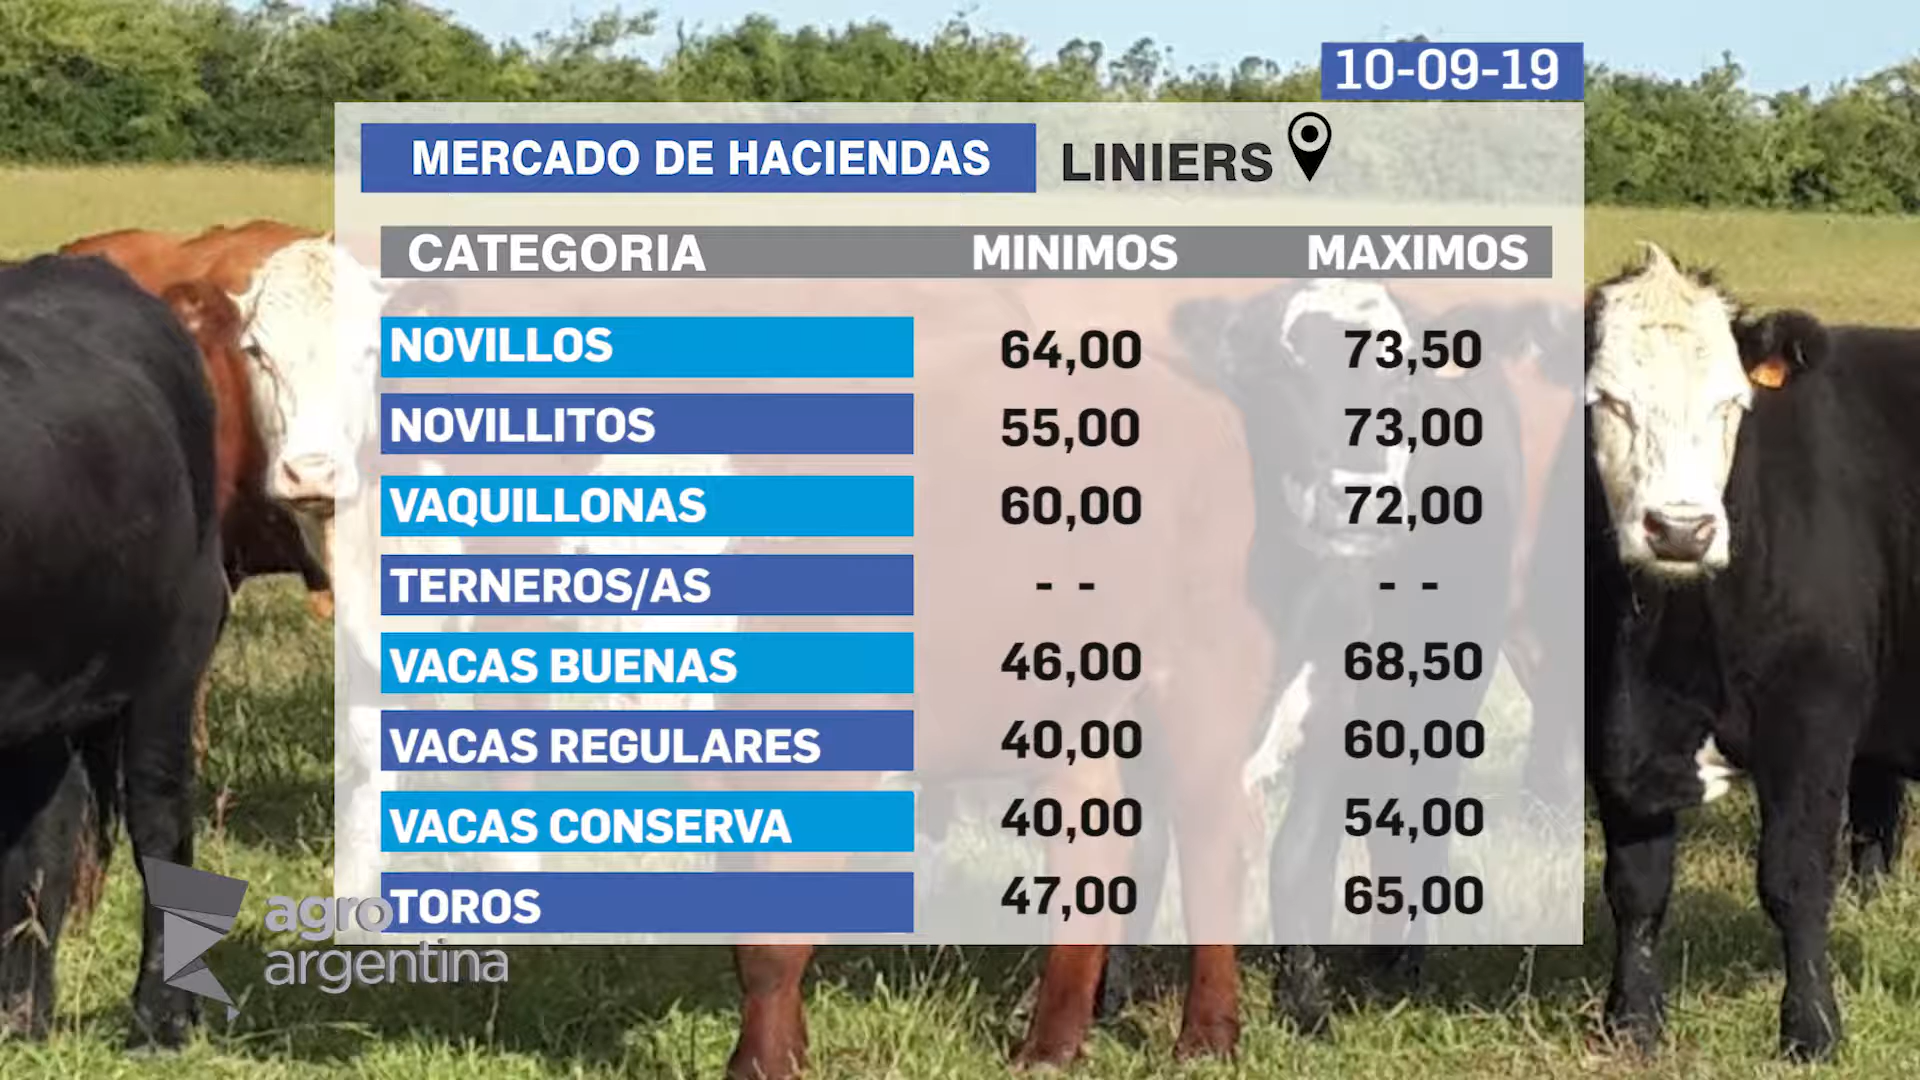 10-09-19
MERCADO DE HACIENDAS LINIERS
CATEGORIA MINIMOS MAXIMOS
NOVILLOS 64,00 73,50
NOVILLITOS 55,00 73,00
VAQUILLONAS 60,00 72,00
TERNEROS/AS - - - -
VACAS BUENAS 46,00 68,50
VACAS REGULARES 40,00 60,00
VACAS CONSERVA 40,00 54,00
TOROS 47,00 65,00
agro
argentina